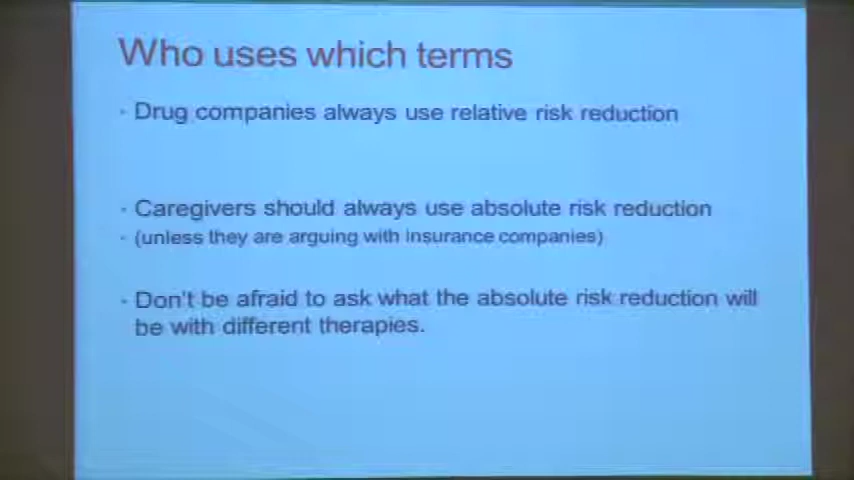 Who uses which terms
· Drug companies always use relative risk reduction
· Caregivers should always use absolute risk reduction
· (unless they are arguing with insurance companies)
· Don't be afraid to ask what the absolute risk reduction will
be with different therapies.